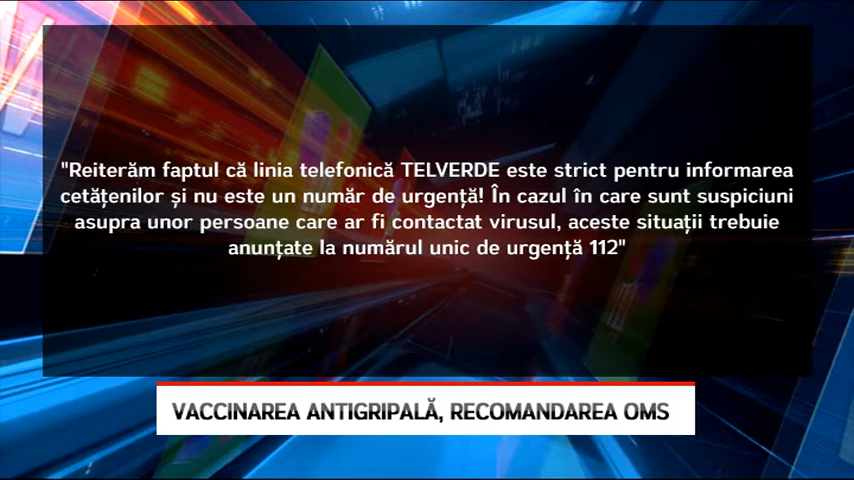 "Reiterăm faptul că linia telefonică TELVERDE este strict pentru informarea
cetățenilor și nu este un număr de urgență! În cazul în care sunt suspiciuni
asupra unor persoane care ar fi contactat virusul, aceste situații trebuie
anunțate la numărul unic de urgență 112"
VACCINAREA ANTIGRIPALĂ, RECOMANDAREA OMS